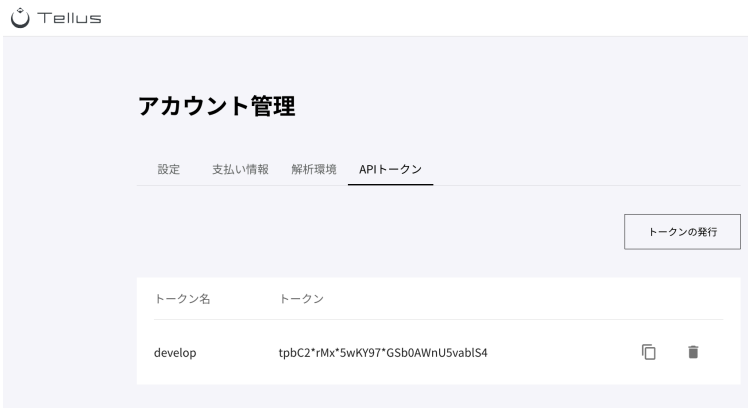 Tellus
アカウント管理
設定 支払い情報 解析環境 APIトークン
トークンの発行
トークン名 トークン
develop tpbC2*rMx*5wKY97*GSb0AWnU5vablS4